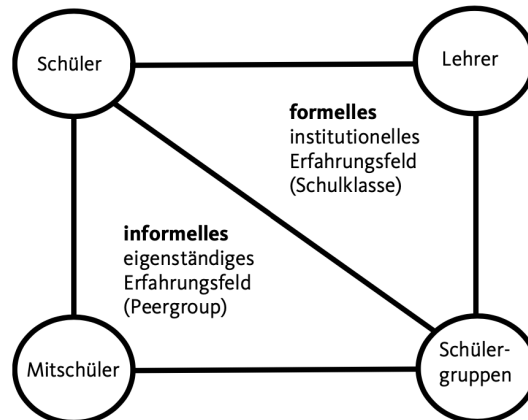 Schüler
Lehrer
formelles
institutionelles
Erfahrungsfeld
(Schulklasse)
informelles
eigenständiges
Erfahrungsfeld
(Peergroup)
Mitschüler
Schüler-
gruppen